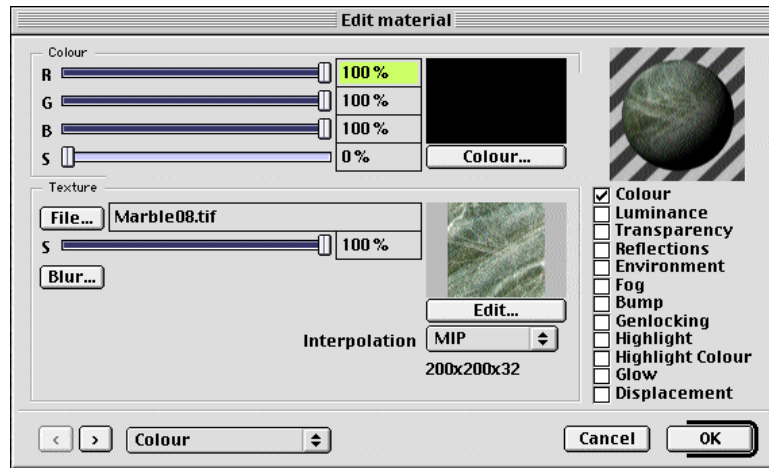 Edit material
Colour
R 100%
G 100%
B 100%
S 0%
Colour...
Texture
File... Marble08.tif
S 100%
Blur...
Edit...
Interpolation MIP
200x200x32
Colour
Luminance
Transparency
Reflections
Environment
Fog
Bump
Genlocking
Highlight
Highlight Colour
Glow
Displacement
< > Colour
Cancel OK